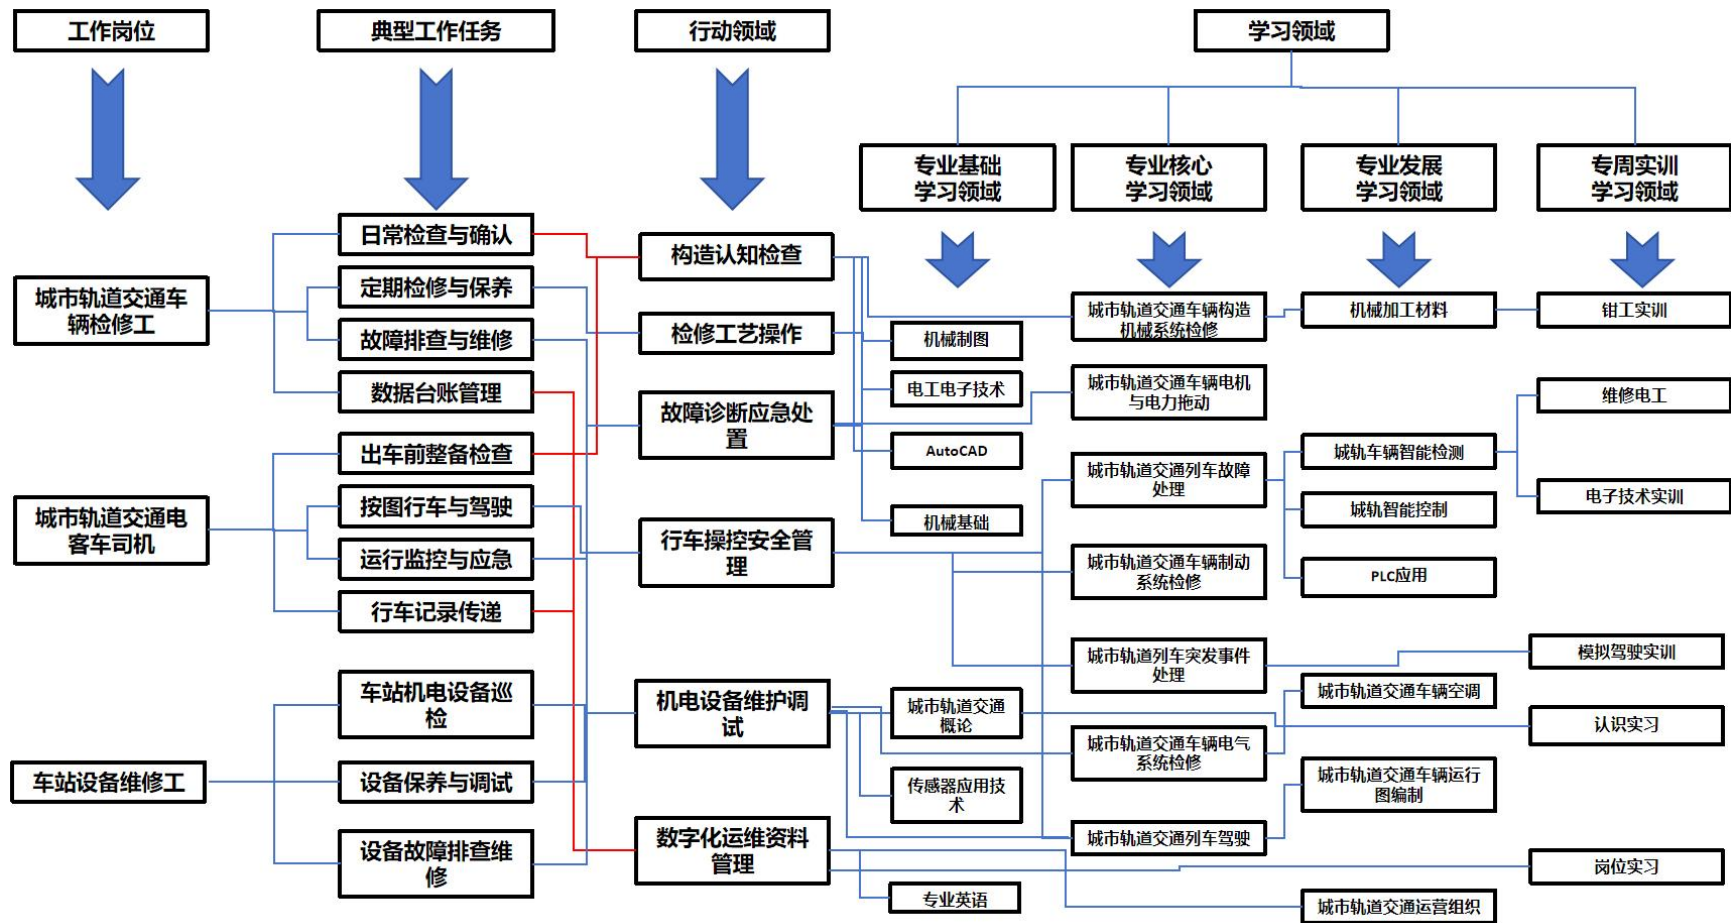 工作岗位
典型工作任务
行动领域
学习领域
专业基础
学习领域
专业核心
学习领域
专业发展
学习领域
专周实训
学习领域
城市轨道交通车
辆检修工
城市轨道交通电
客车司机
车站设备维修工
日常检查与确认
定期检修与保养
故障排查与维修
数据台账管理
出车前整备检查
按图行车与驾驶
运行监控与应急
行车记录传递
车站机电设备巡
检
设备保养与调试
设备故障排查维
修
构造认知检查
检修工艺操作
故障诊断应急处
置
行车操控安全管
理
机电设备维护调
试
数字化运维资料
管理
机械制图
电工电子技术
AutoCAD
机械基础
城市轨道交通
概论
传感器应用技
术
专业英语
城市轨道交通车辆构造
机械系统检修
城市轨道交通车辆电机
与电力拖动
城市轨道交通列车故障
处理
城市轨道交通车辆制动
系统检修
城市轨道列车突发事件
处理
城市轨道交通车辆电气
系统检修
城市轨道交通列车驾驶
机械加工材料
城轨车辆智能检测
城轨智能控制
PLC应用
城市轨道交通车辆空调
城市轨道交通车辆运行
图编制
城市轨道交通运营组织
钳工实训
维修电工
电子技术实训
模拟驾驶实训
认识实习
岗位实习